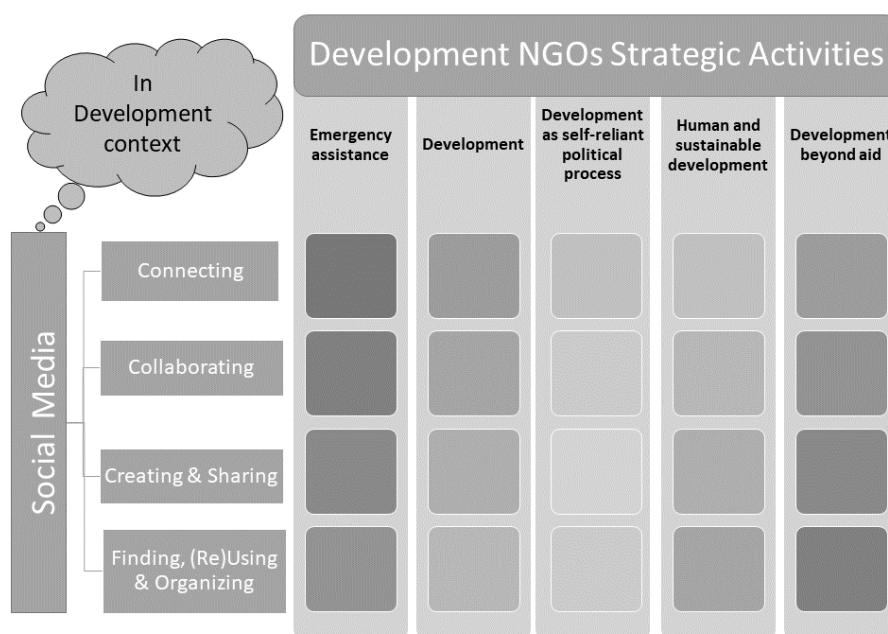 In
Development
context
Development NGOs Strategic Activities
Emergency
assistance
Development
Development
as self-reliant
political
process
Human and
sustainable
development
Development
beyond aid
Social Media
Connecting
Collaborating
Creating & Sharing
Finding, (Re)Using
& Organizing